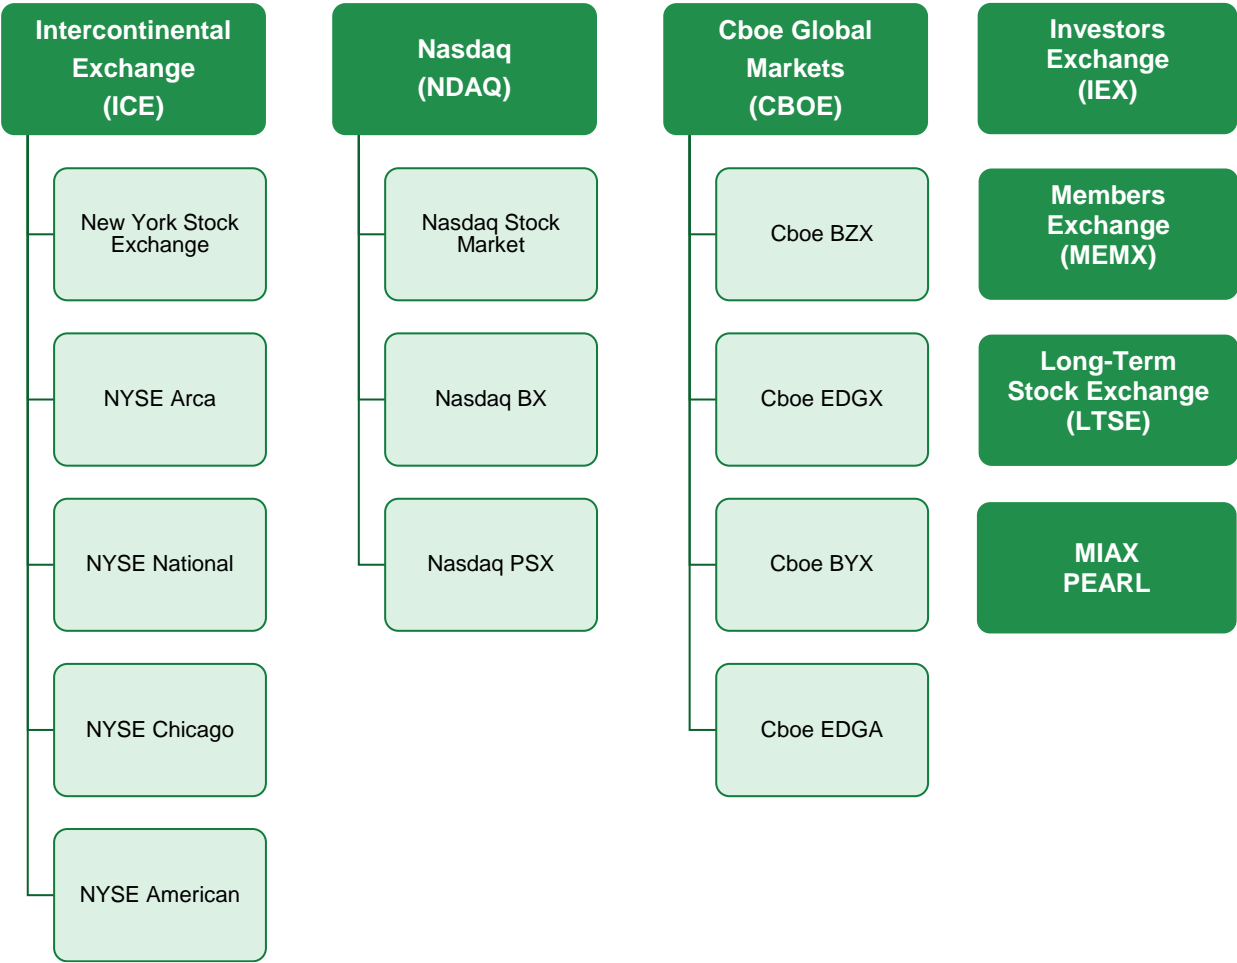 Intercontinental
Exchange
(ICE)
New York Stock
Exchange
NYSE Arca
NYSE National
NYSE Chicago
NYSE American
Nasdaq
(NDAQ)
Nasdaq Stock
Market
Nasdaq BX
Nasdaq PSX
Cboe Global
Markets
(CBOE)
Cboe BZX
Cboe EDGX
Cboe BYX
Cboe EDGA
Investors
Exchange
(IEX)
Members
Exchange
(MEMX)
Long-Term
Stock Exchange
(LTSE)
MIAX
PEARL